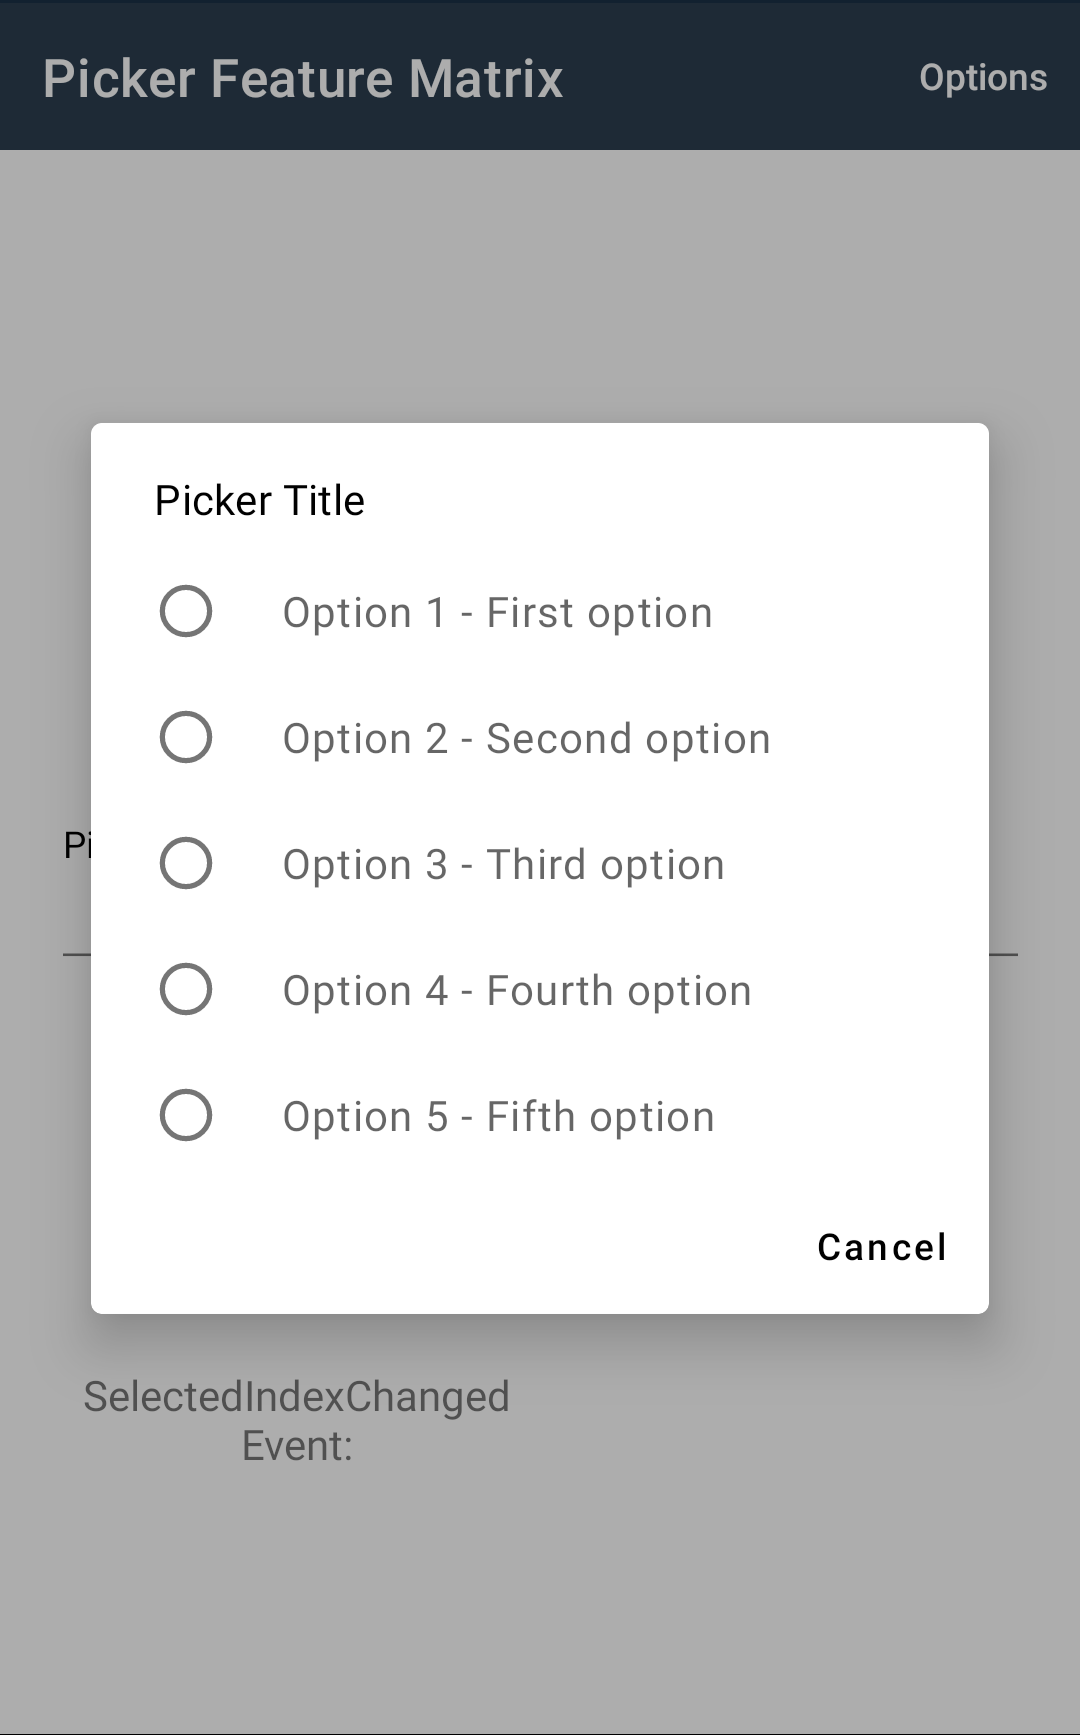 Picker Feature Matrix
Options
Picker Title
Option 1 - First option
Option 2 - Second option
Option 3 - Third option
Option 4 - Fourth option
Option 5 - Fifth option
Cancel
SelectedIndexChanged
Event: